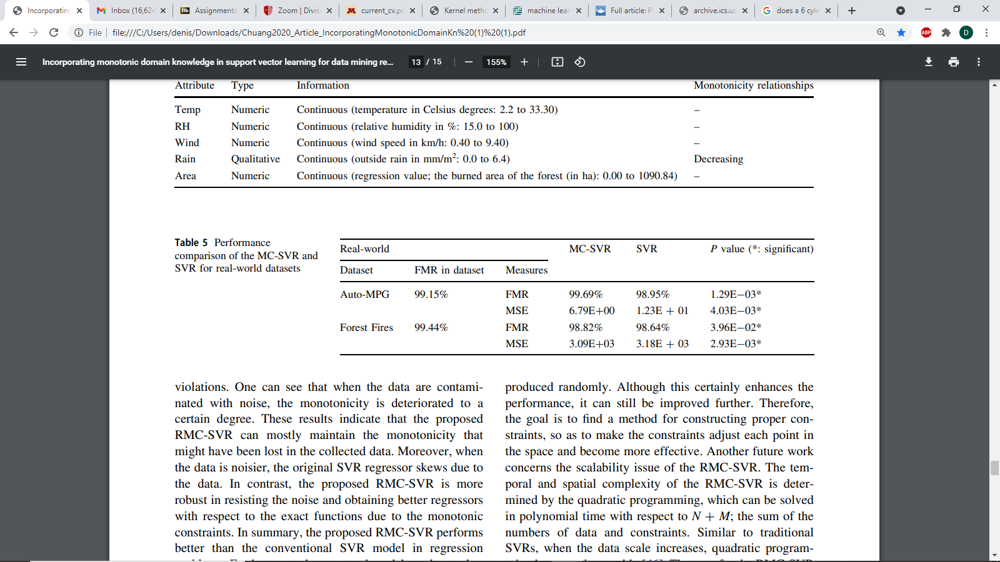 Incorporating
Inbox (16,624
Bb Assignments
Zoom | Divisi
current_cv.pd
Kernel metho
machine lear
Full article: P
archive.ics.uc
does a 6 cylin
File file:///C:/Users/denis/Downloads/Chuang2020_Article_IncorporatingMonotonicDomainKn%20(1)%20(1).pdf
ABP
D
Incorporating monotonic domain knowledge in support vector learning for data mining re... 13 / 15 — 155% +
Attribute Type Information Monotonicity relationships
Temp Numeric Continuous (temperature in Celsius degrees: 2.2 to 33.30) –
RH Numeric Continuous (relative humidity in %: 15.0 to 100) –
Wind Numeric Continuous (wind speed in km/h: 0.40 to 9.40) –
Rain Qualitative Continuous (outside rain in mm/m²: 0.0 to 6.4) Decreasing
Area Numeric Continuous (regression value; the burned area of the forest (in ha): 0.00 to 1090.84) –
Table 5 Performance
comparison of the MC-SVR and
SVR for real-world datasets
Real-world MC-SVR SVR P value (*: significant)
Dataset FMR in dataset Measures
Auto-MPG 99.15% FMR 99.69% 98.95% 1.29E−03*
MSE 6.79E+00 1.23E + 01 4.03E−03*
Forest Fires 99.44% FMR 98.82% 98.64% 3.96E−02*
MSE 3.09E+03 3.18E + 03 2.93E−03*
violations. One can see that when the data are contami-
nated with noise, the monotonicity is deteriorated to a
certain degree. These results indicate that the proposed
RMC-SVR can mostly maintain the monotonicity that
might have been lost in the collected data. Moreover, when
the data is noisier, the original SVR regressor skews due to
the data. In contrast, the proposed RMC-SVR is more
robust in resisting the noise and obtaining better regressors
with respect to the exact functions due to the monotonic
constraints. In summary, the proposed RMC-SVR performs
better than the conventional SVR model in regression
produced randomly. Although this certainly enhances the
performance, it can still be improved further. Therefore,
the goal is to find a method for constructing proper con-
straints, so as to make the constraints adjust each point in
the space and become more effective. Another future work
concerns the scalability issue of the RMC-SVR. The tem-
poral and spatial complexity of the RMC-SVR is deter-
mined by the quadratic programming, which can be solved
in polynomial time with respect to N + M; the sum of the
numbers of data and constraints. Similar to traditional
SVRs, when the data scale increases, quadratic program-